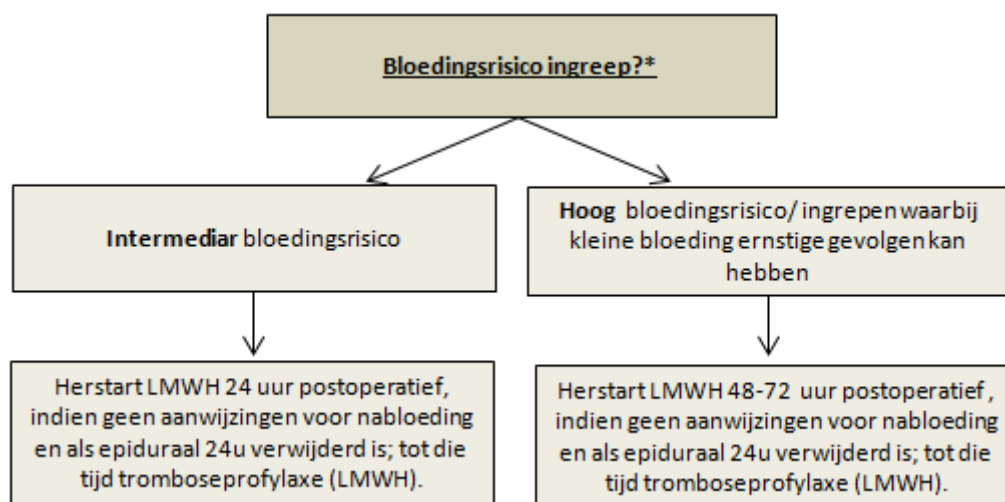 Bloedingsrisico ingreep?*
Intermediar bloedingsrisico
Hoog bloedingsrisico/ ingrepen waarbij
kleine bloeding ernstige gevolgen kan
hebben
Herstart LMWH 24 uur postoperatief,
indien geen aanwijzingen voor nabloeding
en als epiduraal 24u verwijderd is; tot die
tijd tromboseprofylaxe (LMWH).
Herstart LMWH 48-72 uur postoperatief,
indien geen aanwijzingen voor nabloeding
en als epiduraal 24u verwijderd is; tot die
tijd tromboseprofylaxe (LMWH).